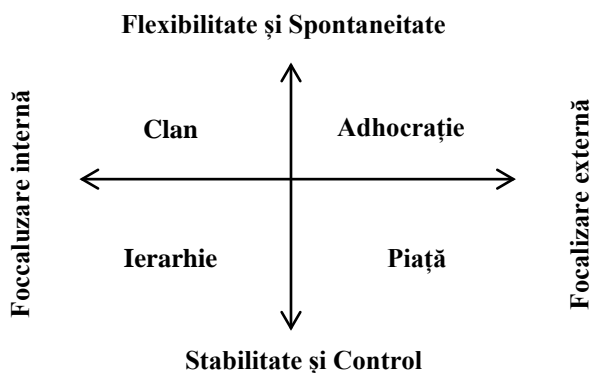 Flexibilitate și Spontaneitate
Foccaluzare internă
Clan
Adhocrație
Focalizare externă
Ierarhie
Piață
Stabilitate și Control